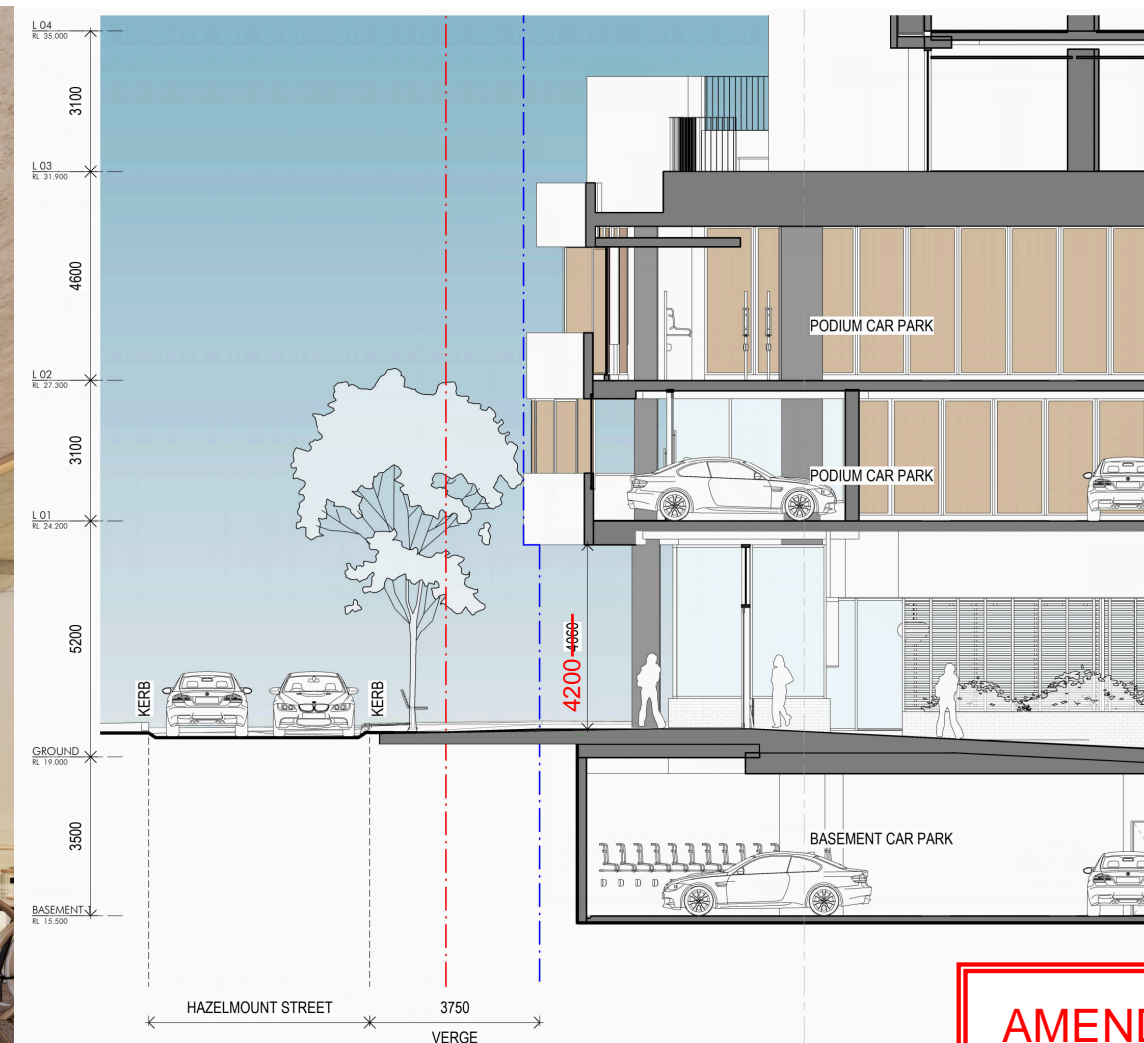 L 04
RL 35.000
3100
L 03
RL 31.900
4600
PODIUM CAR PARK
L 02
RL 27.300
3100
PODIUM CAR PARK
L 01
RL 24.200
5200
4200
4060
KERB
KERB
GROUND
RL 19.000
3500
BASEMENT CAR PARK
BASEMENT 1
RL 15.500
HAZELMOUNT STREET
3750
VERGE
AMEND